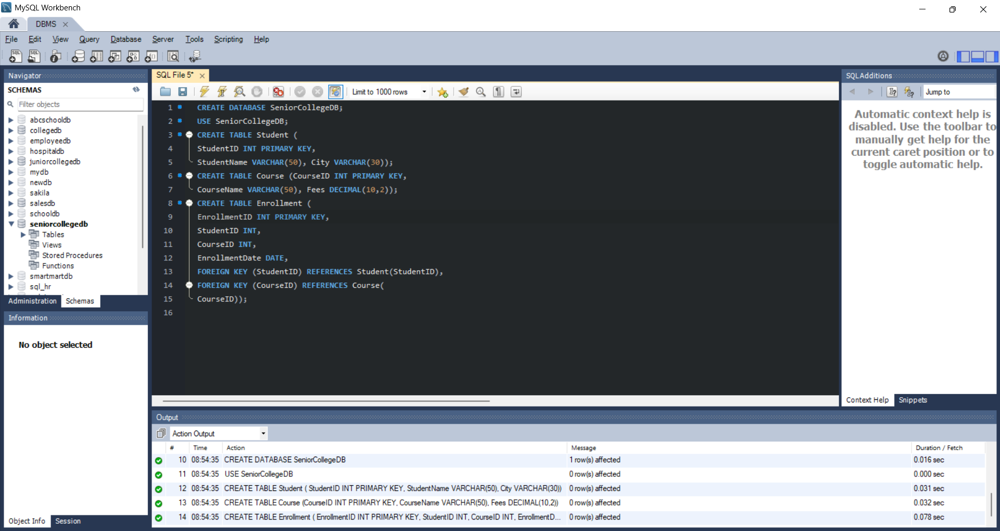 MySQL Workbench
DBMS
File Edit View Query Database Server Tools Scripting Help
Navigator
SCHEMAS
Filter objects
abcschooldb
collegedb
employeedb
hospitaldb
juniorcollegedb
mydb
newdb
sakila
salesdb
schooldb
seniorcollegedb
Tables
Views
Stored Procedures
Functions
smartmartdb
sql_hr
Administration Schemas
Information
No object selected
Object Info Session
SQL File 5*
Limit to 1000 rows
1 CREATE DATABASE SeniorCollegeDB;
2 USE SeniorCollegeDB;
3 CREATE TABLE Student (
4 StudentID INT PRIMARY KEY,
5 StudentName VARCHAR(50), City VARCHAR(30));
6 CREATE TABLE Course (CourseID INT PRIMARY KEY,
7 CourseName VARCHAR(50), Fees DECIMAL(10,2));
8 CREATE TABLE Enrollment (
9 EnrollmentID INT PRIMARY KEY,
10 StudentID INT,
11 CourseID INT,
12 EnrollmentDate DATE,
13 FOREIGN KEY (StudentID) REFERENCES Student(StudentID),
14 FOREIGN KEY (CourseID) REFERENCES Course(
15 CourseID));
16
SQLAdditions
Jump to
Automatic context help is
disabled. Use the toolbar to
manually get help for the
current caret position or to
toggle automatic help.
Context Help Snippets
Output
Action Output
# Time Action Message Duration / Fetch
10 08:54:35 CREATE DATABASE SeniorCollegeDB 1 row(s) affected 0.016 sec
11 08:54:35 USE SeniorCollegeDB 0 row(s) affected 0.000 sec
12 08:54:35 CREATE TABLE Student ( StudentID INT PRIMARY KEY, StudentName VARCHAR(50), City VARCHAR(30)) 0 row(s) affected 0.031 sec
13 08:54:35 CREATE TABLE Course (CourseID INT PRIMARY KEY, CourseName VARCHAR(50), Fees DECIMAL(10,2)) 0 row(s) affected 0.032 sec
14 08:54:35 CREATE TABLE Enrollment ( EnrollmentID INT PRIMARY KEY, StudentID INT, CourseID INT, EnrollmentD... 0 row(s) affected 0.078 sec